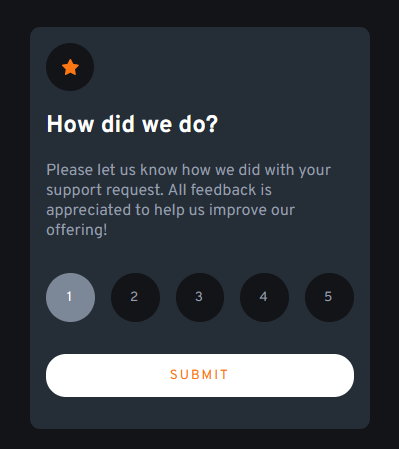 How did we do?
Please let us know how we did with your
support request. All feedback is
appreciated to help us improve our
offering!
1 2 3 4 5
SUBMIT